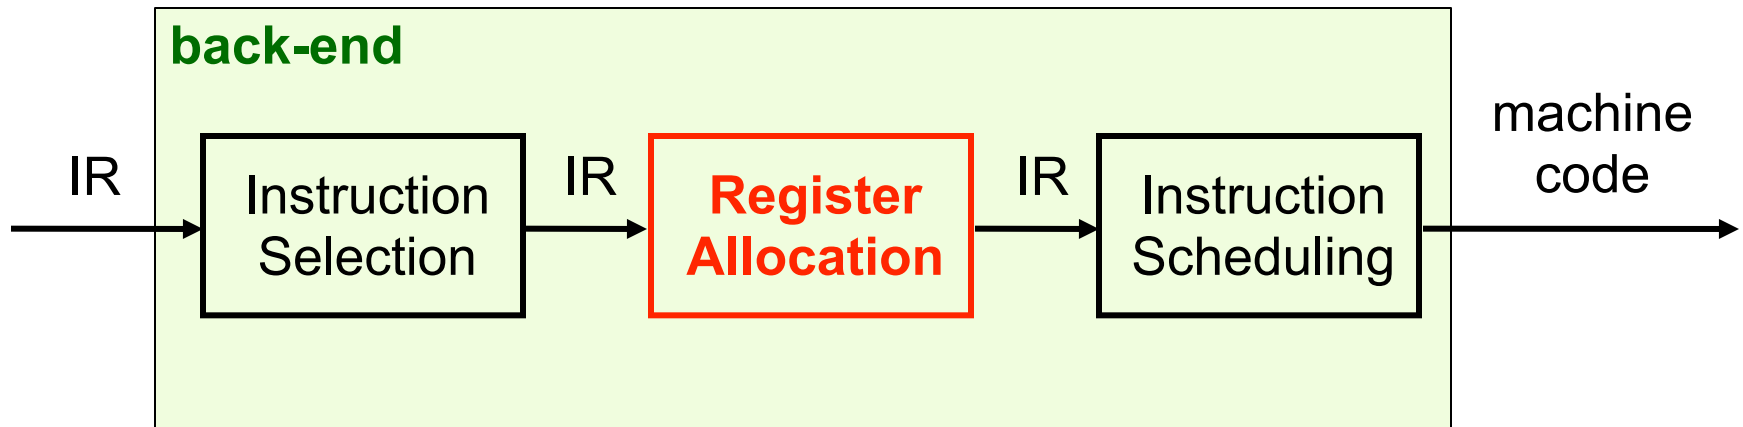 back-end
IR
Instruction
Selection
IR
Register
Allocation
IR
Instruction
Scheduling
machine
code